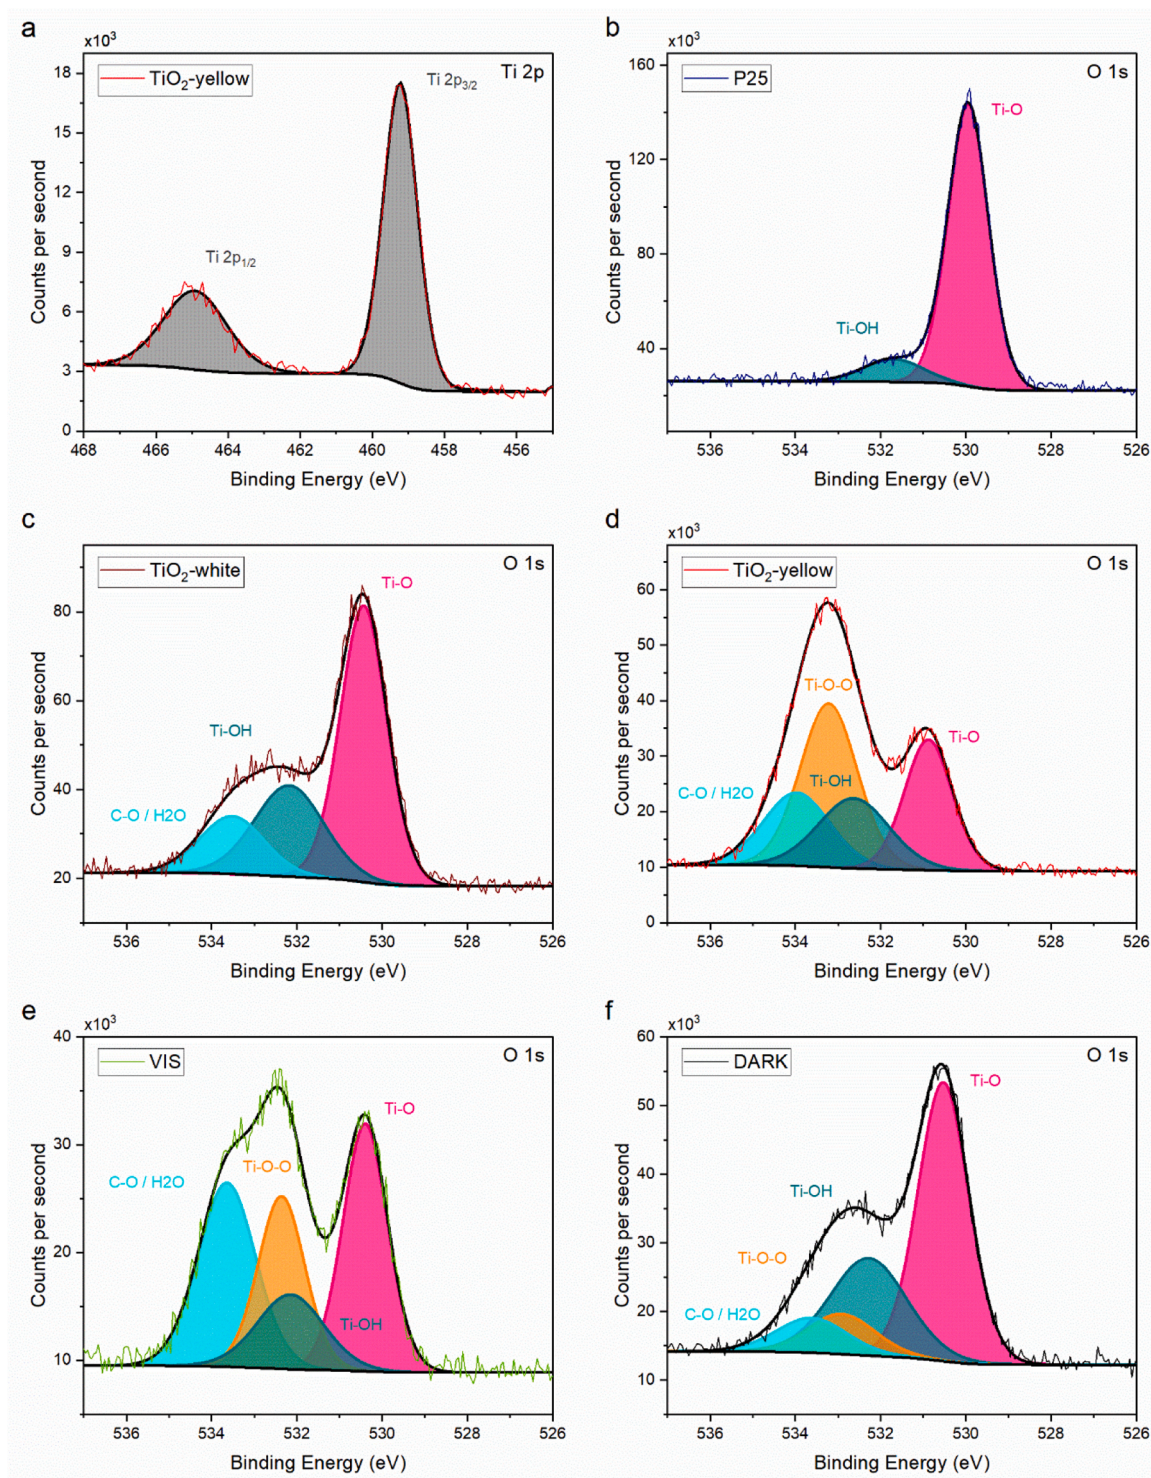 a
x10³
TiO₂-yellow
Ti 2p
Ti 2p₃/₂
Ti 2p₁/₂
18
15
12
9
6
3
0
468 466 464 462 460 458 456
Counts per second
Binding Energy (eV)
b
x10³
P25
O 1s
Ti-O
Ti-OH
160
120
80
40
536 534 532 530 528 526
Counts per second
Binding Energy (eV)
c
TiO₂-white
O 1s
Ti-O
Ti-OH
C-O / H2O
80
60
40
20
536 534 532 530 528 526
Counts per second
Binding Energy (eV)
d
x10³
TiO₂-yellow
O 1s
Ti-O-O
Ti-O
Ti-OH
C-O / H2O
60
50
40
30
20
10
0
536 534 532 530 528 526
Counts per second
Binding Energy (eV)
e
x10³
VIS
O 1s
Ti-O
Ti-O-O
C-O / H2O
Ti-OH
40
30
20
10
536 534 532 530 528 526
Counts per second
Binding Energy (eV)
f
x10³
DARK
O 1s
Ti-O
Ti-OH
Ti-O-O
C-O / H2O
60
50
40
30
20
10
536 534 532 530 528 526
Counts per second
Binding Energy (eV)